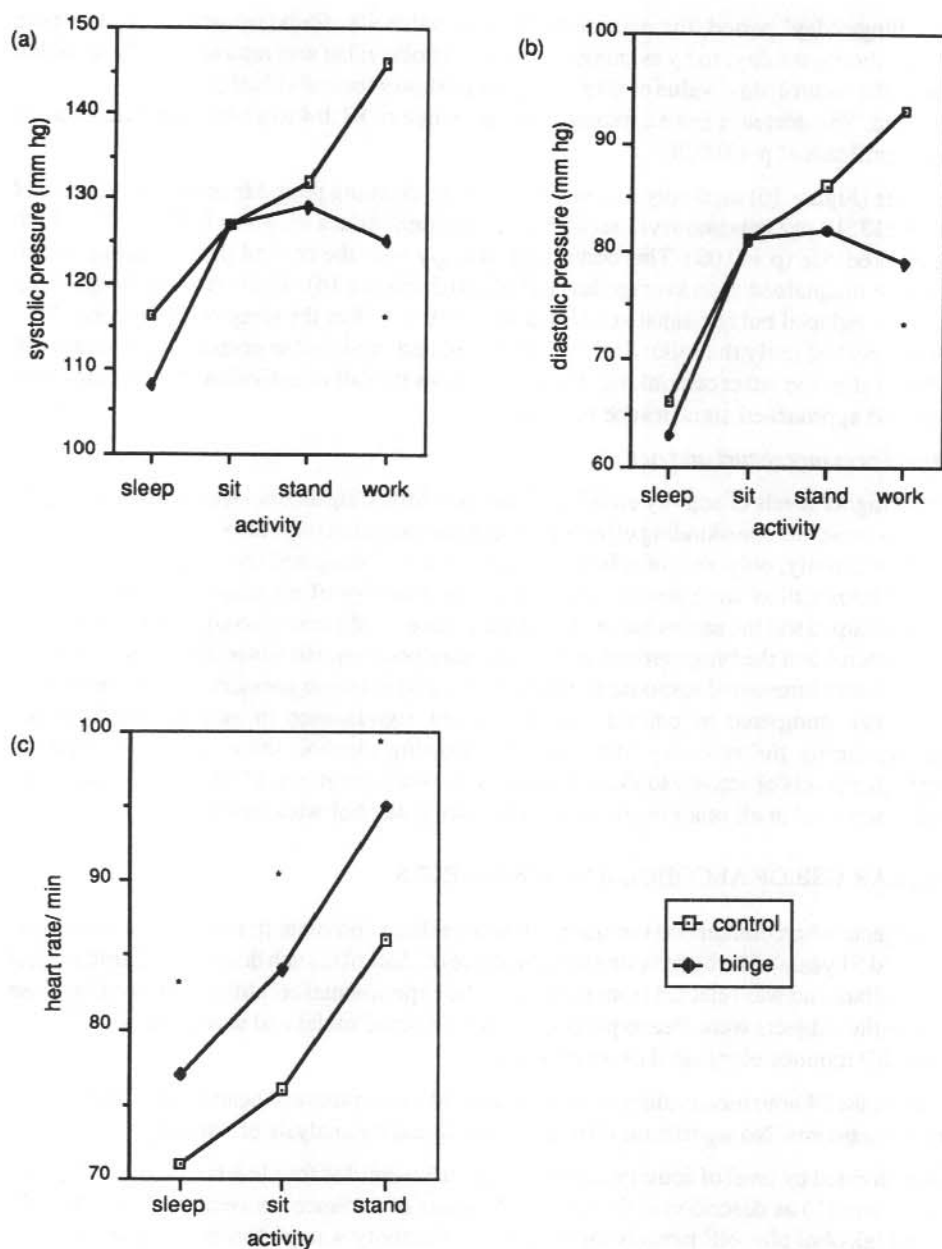 (a)
150
140
130
120
110
100
systolic pressure (mm hg)
sleep sit stand work
activity
(b)
100
90
80
70
60
diastolic pressure (mm hg)
sleep sit stand work
activity
(c)
100
90
80
70
heart rate/ min
*
*
*
sleep sit stand
activity
control
binge